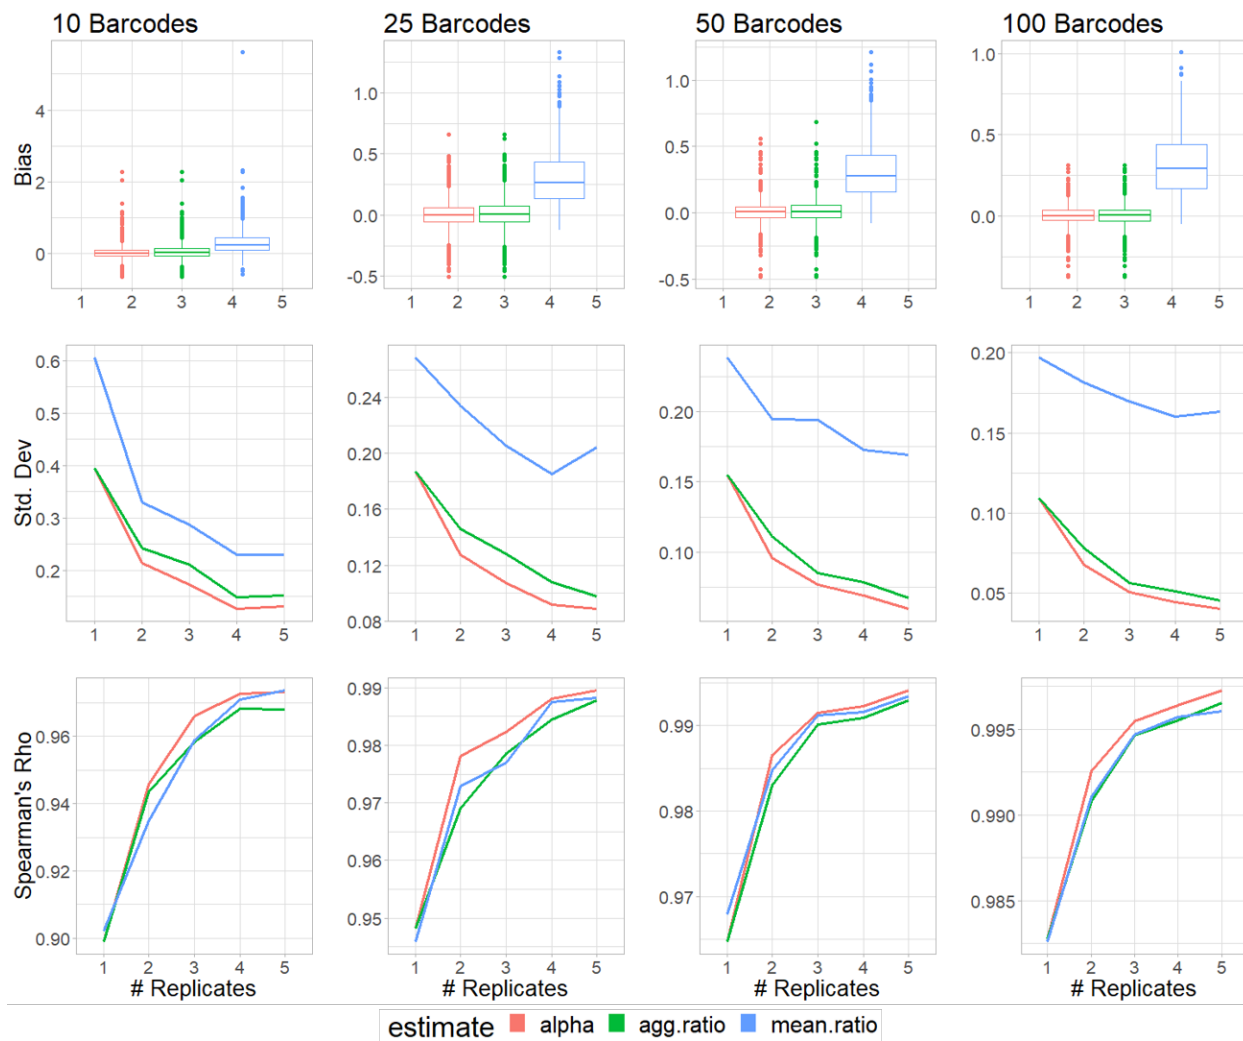 10 Barcodes 25 Barcodes 50 Barcodes 100 Barcodes
Bias
4
2
0
1 2 3 4 5
1.0
0.5
0.0
-0.5
1 2 3 4 5
1.0
0.5
0.0
-0.5
1 2 3 4 5
1.0
0.5
0.0
1 2 3 4 5
Std. Dev
0.6
0.5
0.4
0.3
0.2
1 2 3 4 5
0.24
0.20
0.16
0.12
0.08
1 2 3 4 5
0.20
0.15
0.10
1 2 3 4 5
0.20
0.15
0.10
0.05
1 2 3 4 5
Spearman's Rho
0.96
0.94
0.92
0.90
1 2 3 4 5
# Replicates
0.99
0.98
0.97
0.96
0.95
1 2 3 4 5
# Replicates
0.99
0.98
0.97
1 2 3 4 5
# Replicates
0.995
0.990
0.985
1 2 3 4 5
# Replicates
estimate alpha agg.ratio mean.ratio